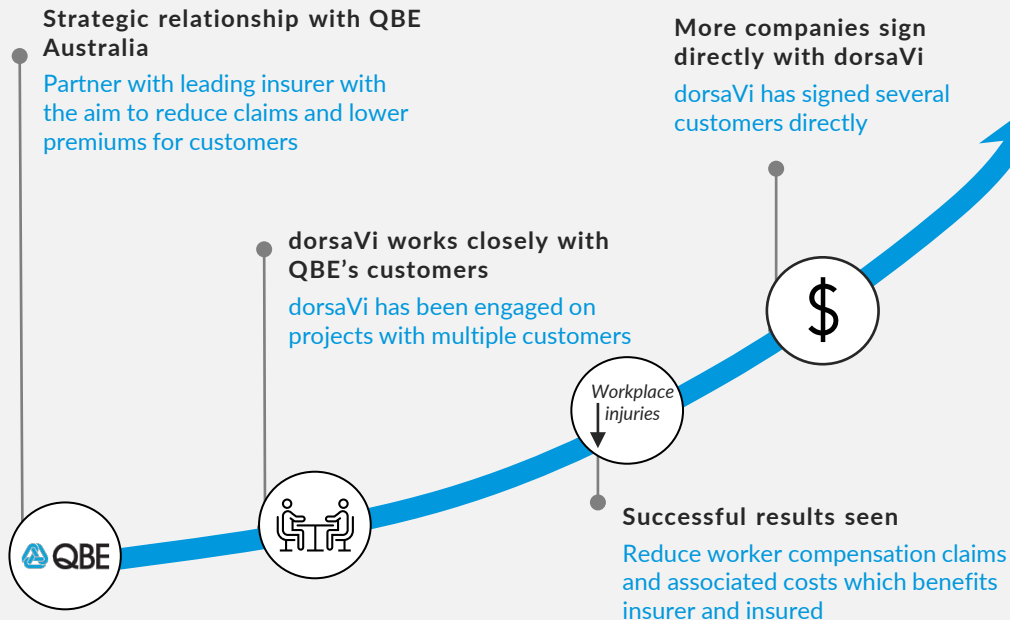 Strategic relationship with QBE
Australia
Partner with leading insurer with
the aim to reduce claims and lower
premiums for customers
QBE
dorsaVi works closely with
QBE's customers
dorsaVi has been engaged on
projects with multiple customers
Workplace
injuries
Successful results seen
Reduce worker compensation claims
and associated costs which benefits
insurer and insured
More companies sign
directly with dorsaVi
dorsaVi has signed several
customers directly
$